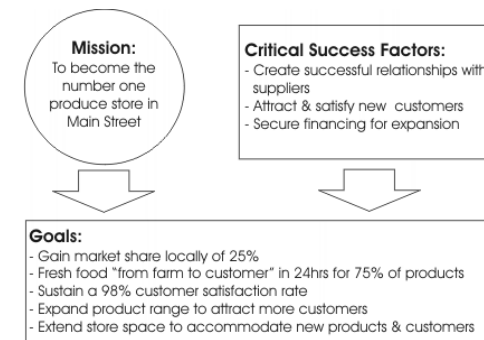 Mission:
To become the
number one
produce store in
Main Street
Critical Success Factors:
- Create successful relationships with
suppliers
- Attract & satisfy new customers
- Secure financing for expansion
Goals:
- Gain market share locally of 25%
- Fresh food "from farm to customer" in 24hrs for 75% of products
- Sustain a 98% customer satisfaction rate
- Expand product range to attract more customers
- Extend store space to accommodate new products & customers